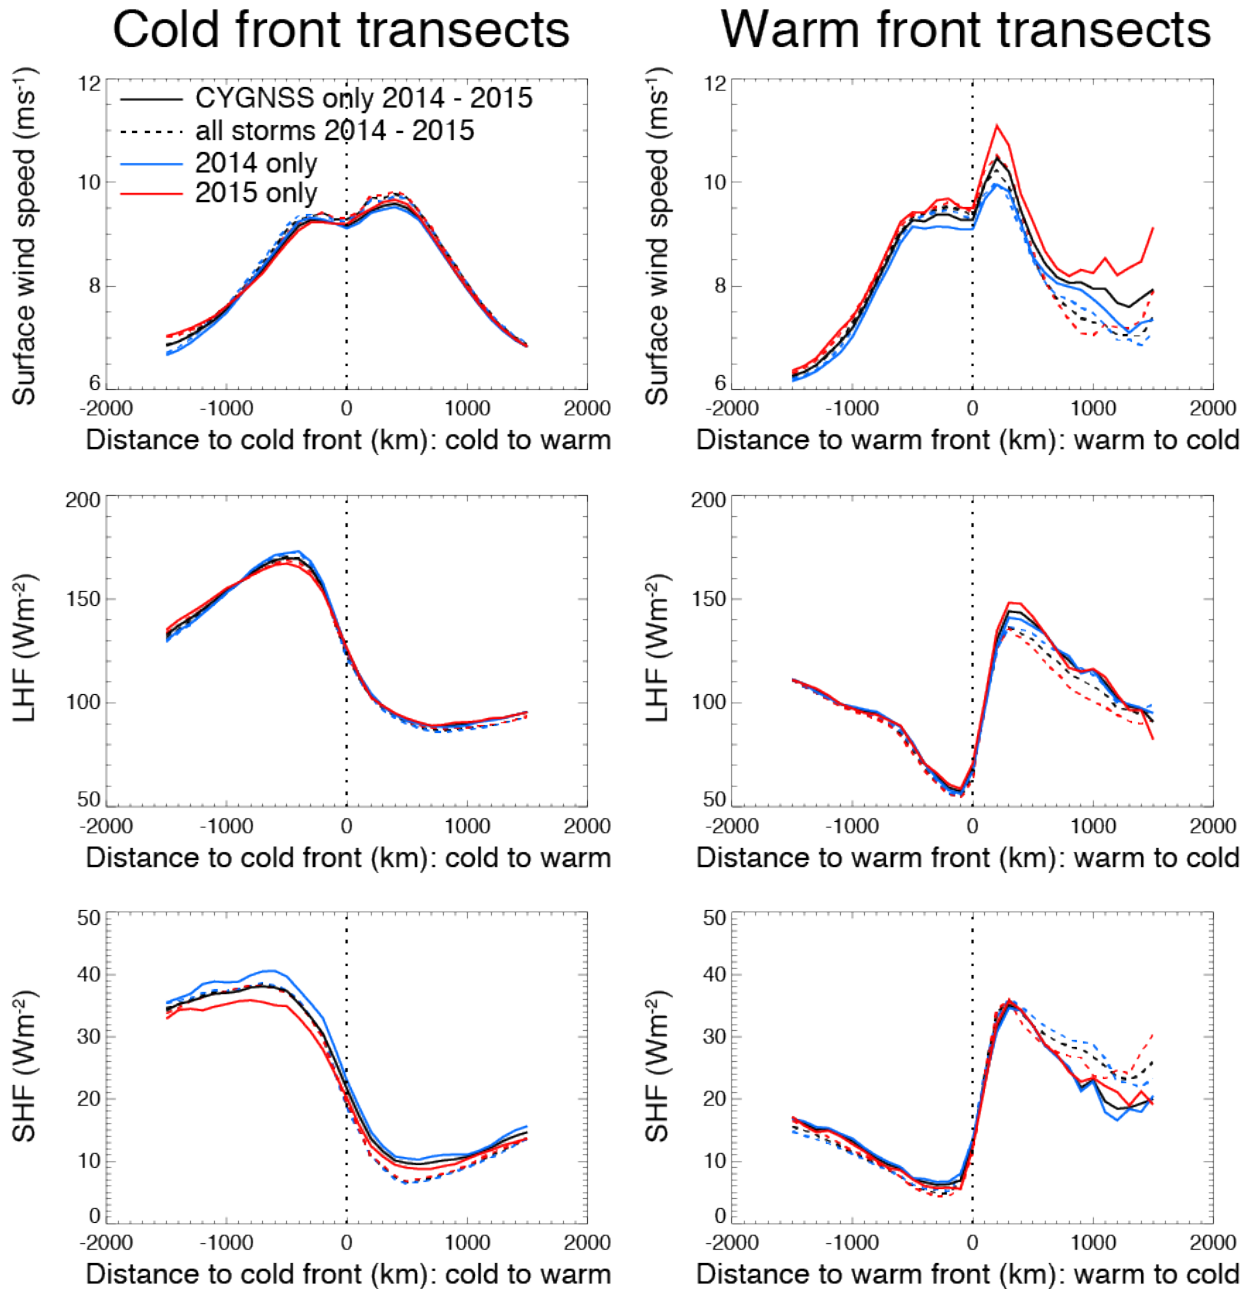 Cold front transects
Warm front transects
Surface wind speed (ms-1)
12
10
8
6
CYGNSS only 2014 - 2015
all storms 2014 - 2015
2014 only
2015 only
-2000 -1000 0 1000 2000
Distance to cold front (km): cold to warm
Surface wind speed (ms-1)
12
10
8
6
-2000 -1000 0 1000 2000
Distance to warm front (km): warm to cold
LHF (Wm-2)
200
150
100
50
-2000 -1000 0 1000 2000
Distance to cold front (km): cold to warm
LHF (Wm-2)
200
150
100
50
-2000 -1000 0 1000 2000
Distance to warm front (km): warm to cold
SHF (Wm-2)
50
40
30
20
10
0
-2000 -1000 0 1000 2000
Distance to cold front (km): cold to warm
SHF (Wm-2)
50
40
30
20
10
0
-2000 -1000 0 1000 2000
Distance to warm front (km): warm to cold